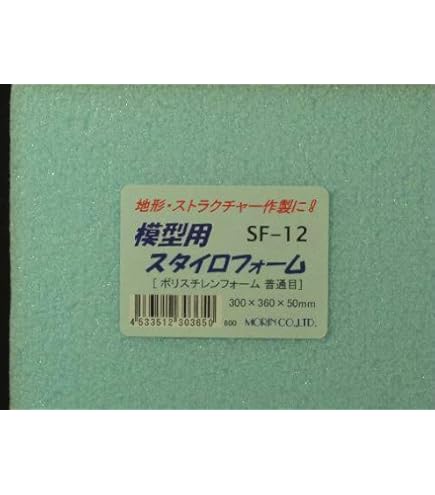 地形・ストラクチャー作製に!
模型用 SF-12
スタイロフォーム
[ポリスチレンフォーム 普通目]
300×360×50mm
4533512303650 800 MORIN CO.,LTD.